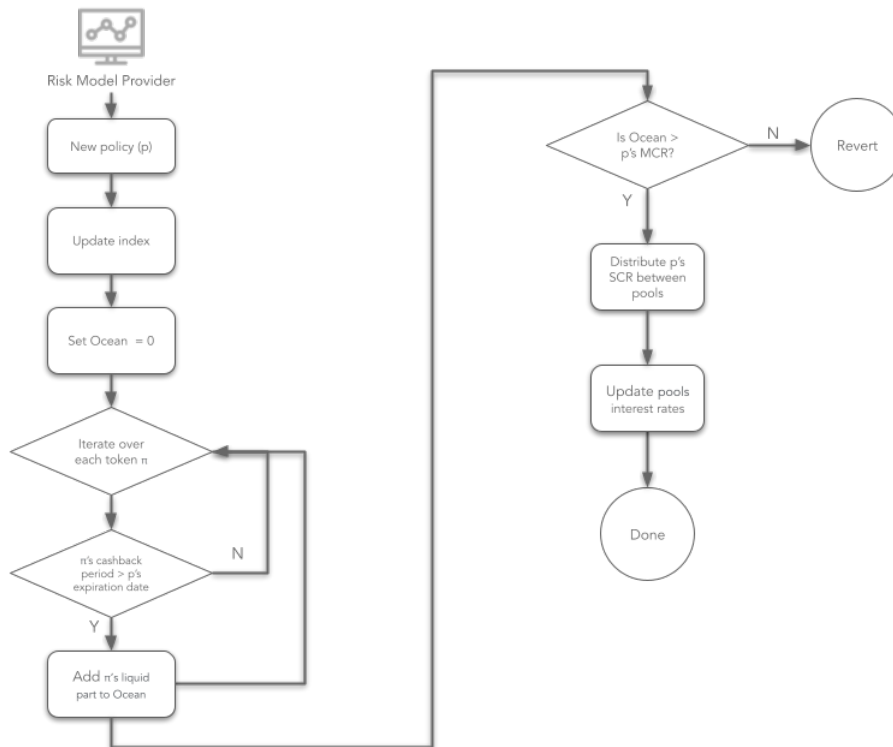 Risk Model Provider
New policy (p)
Update index
Set Ocean = 0
Iterate over
each token π
π's cashback
period > p's
expiration date
N
Y
Add π's liquid
part to Ocean
Is Ocean >
p's MCR?
N
Revert
Y
Distribute p's
SCR between
pools
Update pools
interest rates
Done